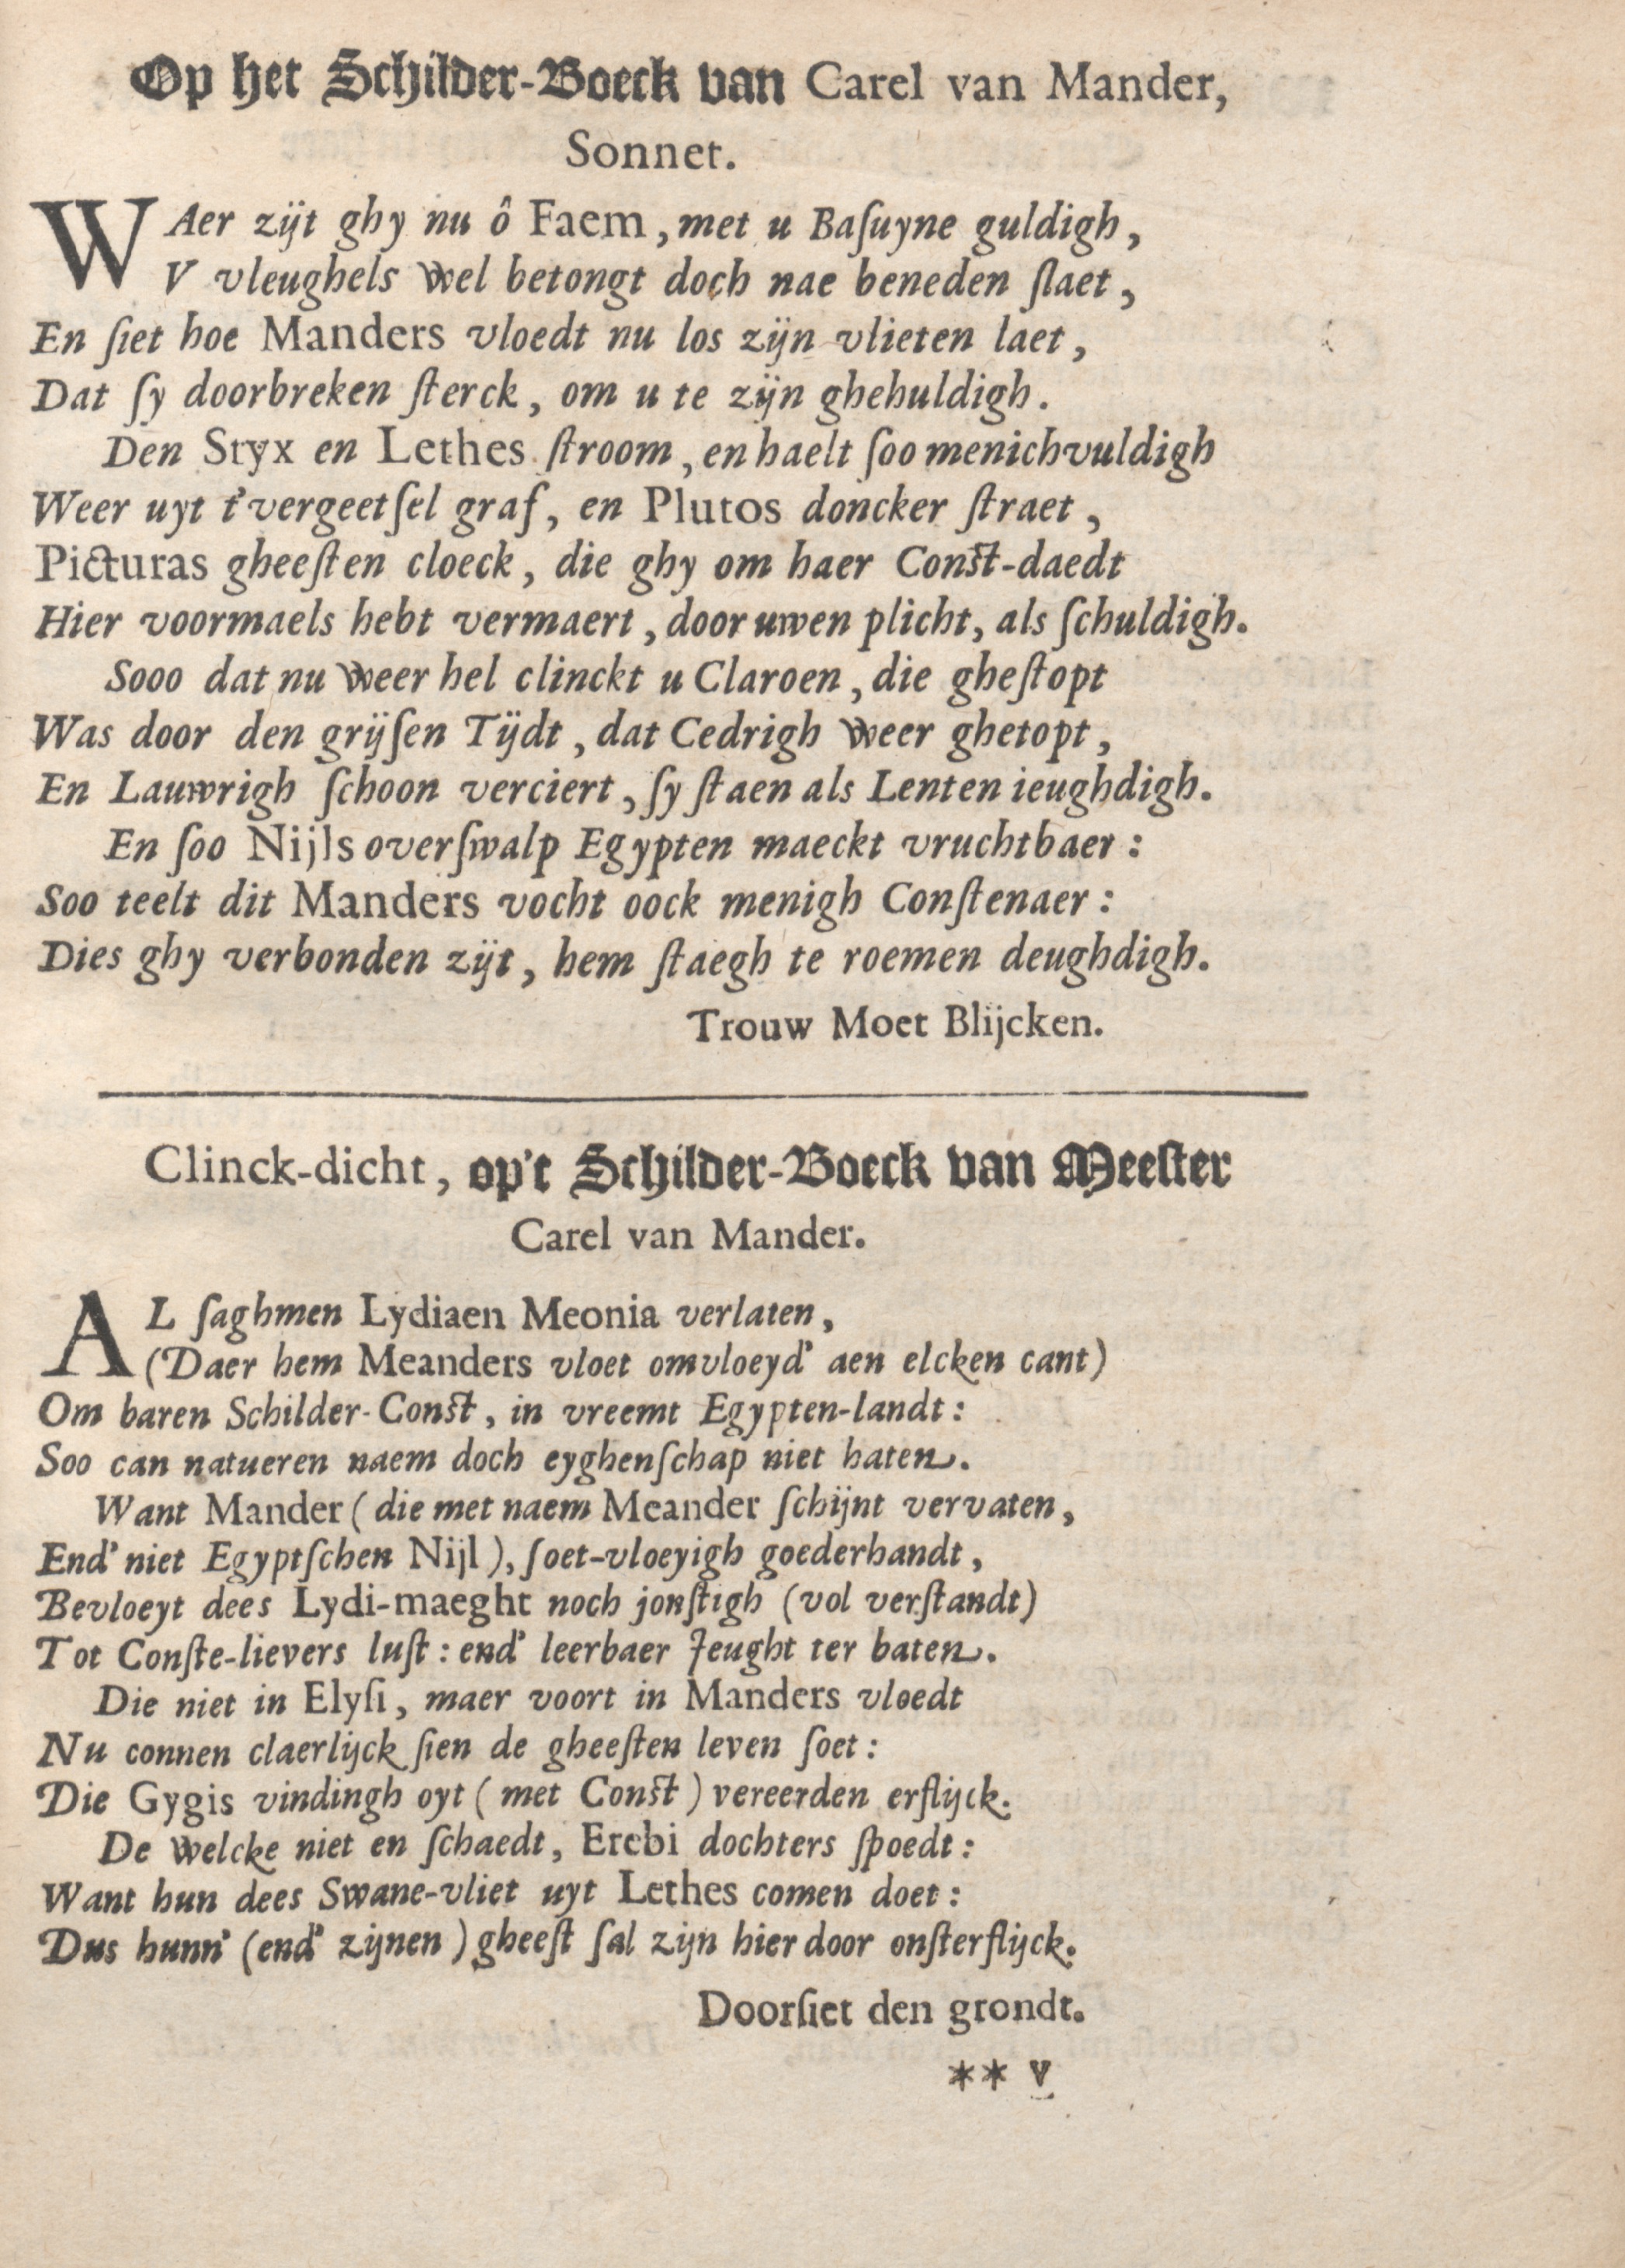 Op het Schilder-Boeck van Carel van Mander,
Sonnet.
WAer zijt ghy nu ô Faem, met u Baſuyne guldigh,
V vleughels wel betongt doch nae beneden ſlaet,
En ſiet hoe Manders vloedt nu los zijn vlieten laet,
Dat ſy doorbreken ſterck, om u te zijn ghehuldigh.
Den Styx en Lethes ſtroom, en haelt ſoo menichvuldigh
Weer uyt t'vergeetſel graf, en Plutos doncker ſtraet,
Picturas gheeſten cloeck, die ghy om haer Conſt-daedt
Hier voormaels hebt vermaert, door uwen plicht, als ſchuldigh.
Sooo dat nu weer hel clinckt u Claroen, die gheſtopt
Was door den grijſen Tijdt, dat Cedrigh weer ghetopt,
En Lauwrigh ſchoon verciert, ſy ſtaen als Lenten ieughdigh.
En ſoo Nijls overſwalp Egypten maeckt vruchtbaer:
Soo teelt dit Manders vocht oock menigh Conſtenaer:
Dies ghy verbonden zijt, hem ſtaegh te roemen deughdigh.
Trouw Moet Blijcken.
Clinck-dicht, op't Schilder-Boeck van Meeſter
Carel van Mander.
AL ſaghmen Lydiaen Meonia verlaten,
(Daer hem Meanders vloet omvloeyd' aen elcken cant)
Om baren Schilder-Conſt, in vreemt Egypten-landt:
Soo can natueren naem doch eyghenſchap niet haten.
Want Mander (die met naem Meander ſchijnt vervaten,
End' niet Egyptſchen Nijl), ſoet-vloeyigh goederhandt,
Bevloeyt dees Lydi-maeght noch jonſtigh (vol verſtandt)
Tot Conſte-lievers luſt: end' leerbaer Jeught ter baten.
Die niet in Elyſi, maer voort in Manders vloedt
Nu connen claerlijck ſien de gheeſten leven ſoet:
Die Gygis vindingh oyt (met Conſt) vereerden erflijck.
De welcke niet en ſchaedt, Erebi dochters ſpoedt:
Want hun dees Swane-vliet uyt Lethes comen doet:
Dus hunn' (end' zijnen) gheeſt ſal zijn hier door onſterflijck.
Doorſiet den grondt.
** v